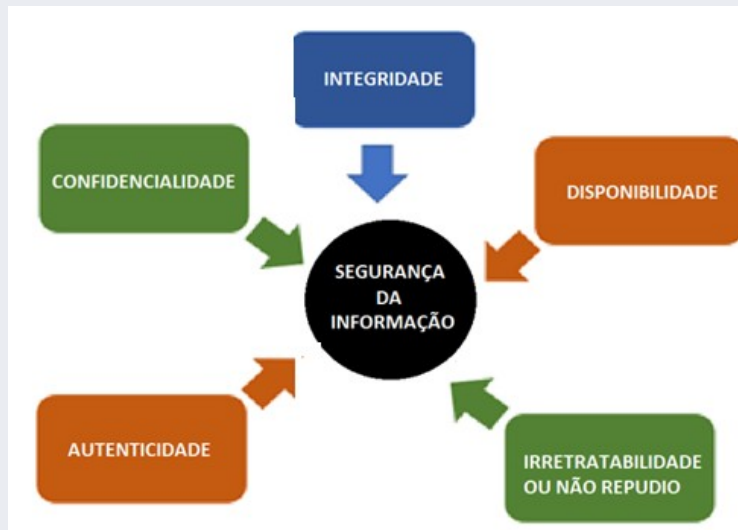 INTEGRIDADE
CONFIDENCIALIDADE
DISPONIBILIDADE
SEGURANÇA
DA
INFORMAÇÃO
AUTENTICIDADE
IRRETRATABILIDADE
OU NÃO REPUDIO